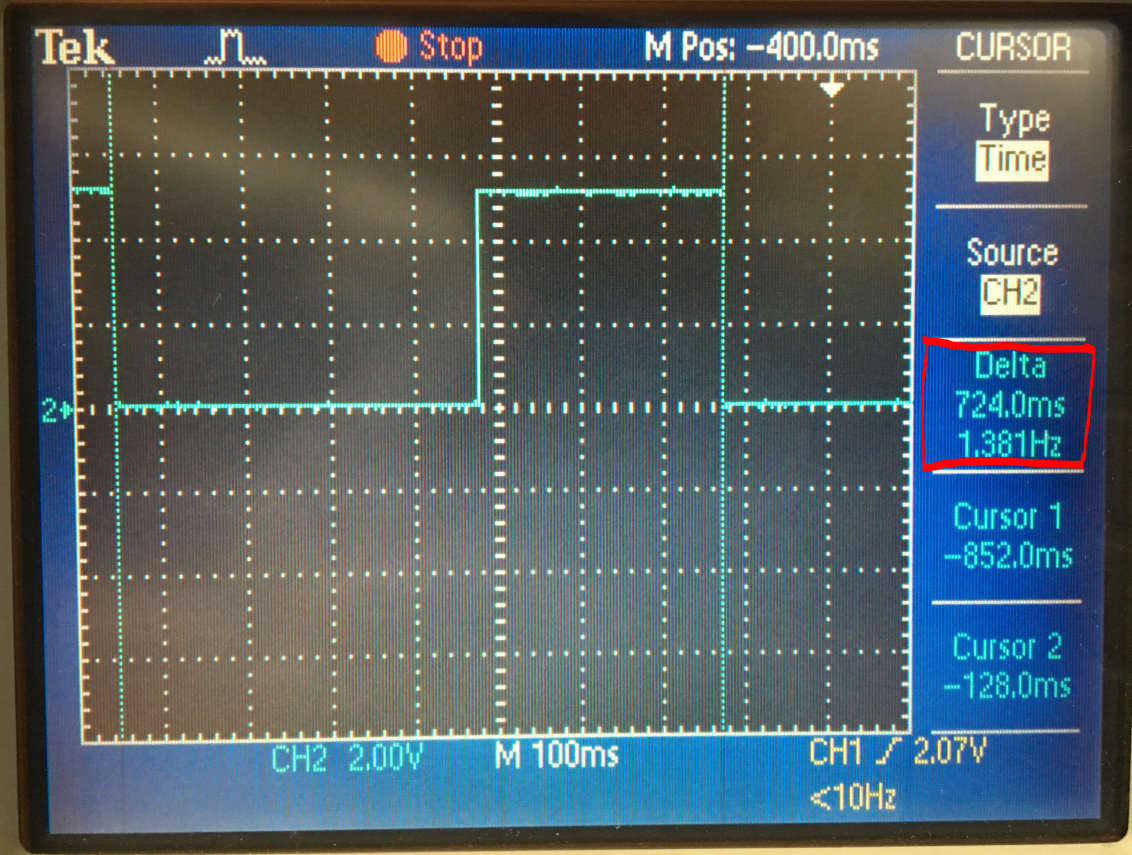 Tek Stop M Pos: -400.0ms CURSOR
Type
Time
Source
CH2
Delta
724.0ms
1.381Hz
2
Cursor 1
-852.0ms
Cursor 2
-128.0ms
CH2 2.00V M 100ms CH1 2.07V
<10Hz